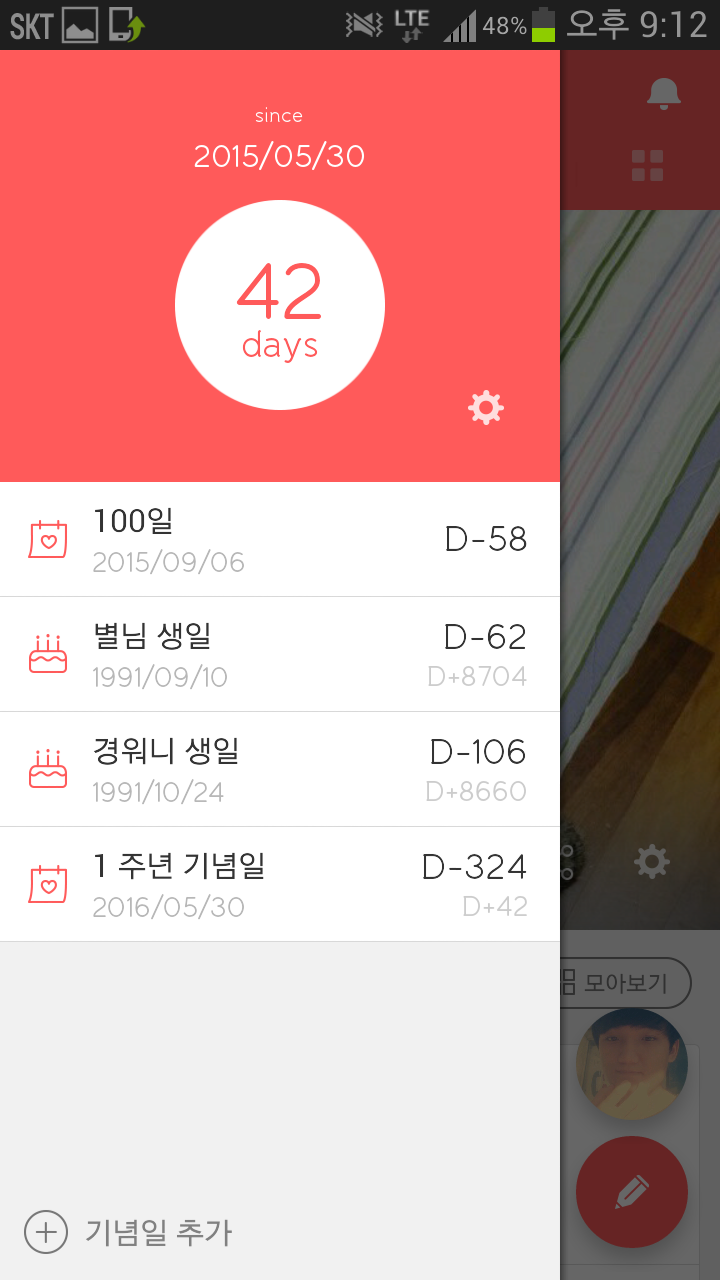 SKT LTE 48% 오후 9:12
since
2015/05/30
42
days
100일
2015/09/06
D-58
별님 생일
1991/09/10
D-62
D+8704
경워니 생일
1991/10/24
D-106
D+8660
1 주년 기념일
2016/05/30
D-324
D+42
모아보기
기념일 추가